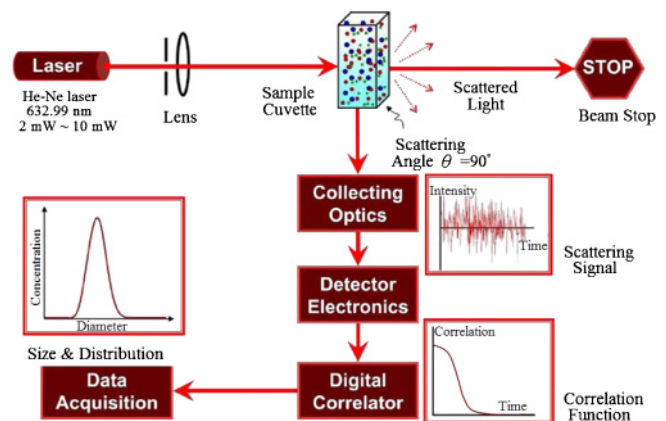 Laser
He-Ne laser
632.99 nm
2 mW ~ 10 mW
Lens
Sample
Cuvette
Scattered
Light
STOP
Beam Stop
Scattering
Angle θ =90°
Collecting
Optics
Intensity
Time
Scattering
Signal
Detector
Electronics
Concentration
Diameter
Size & Distribution
Correlation
Time
Correlation
Function
Digital
Correlator
Data
Acquisition